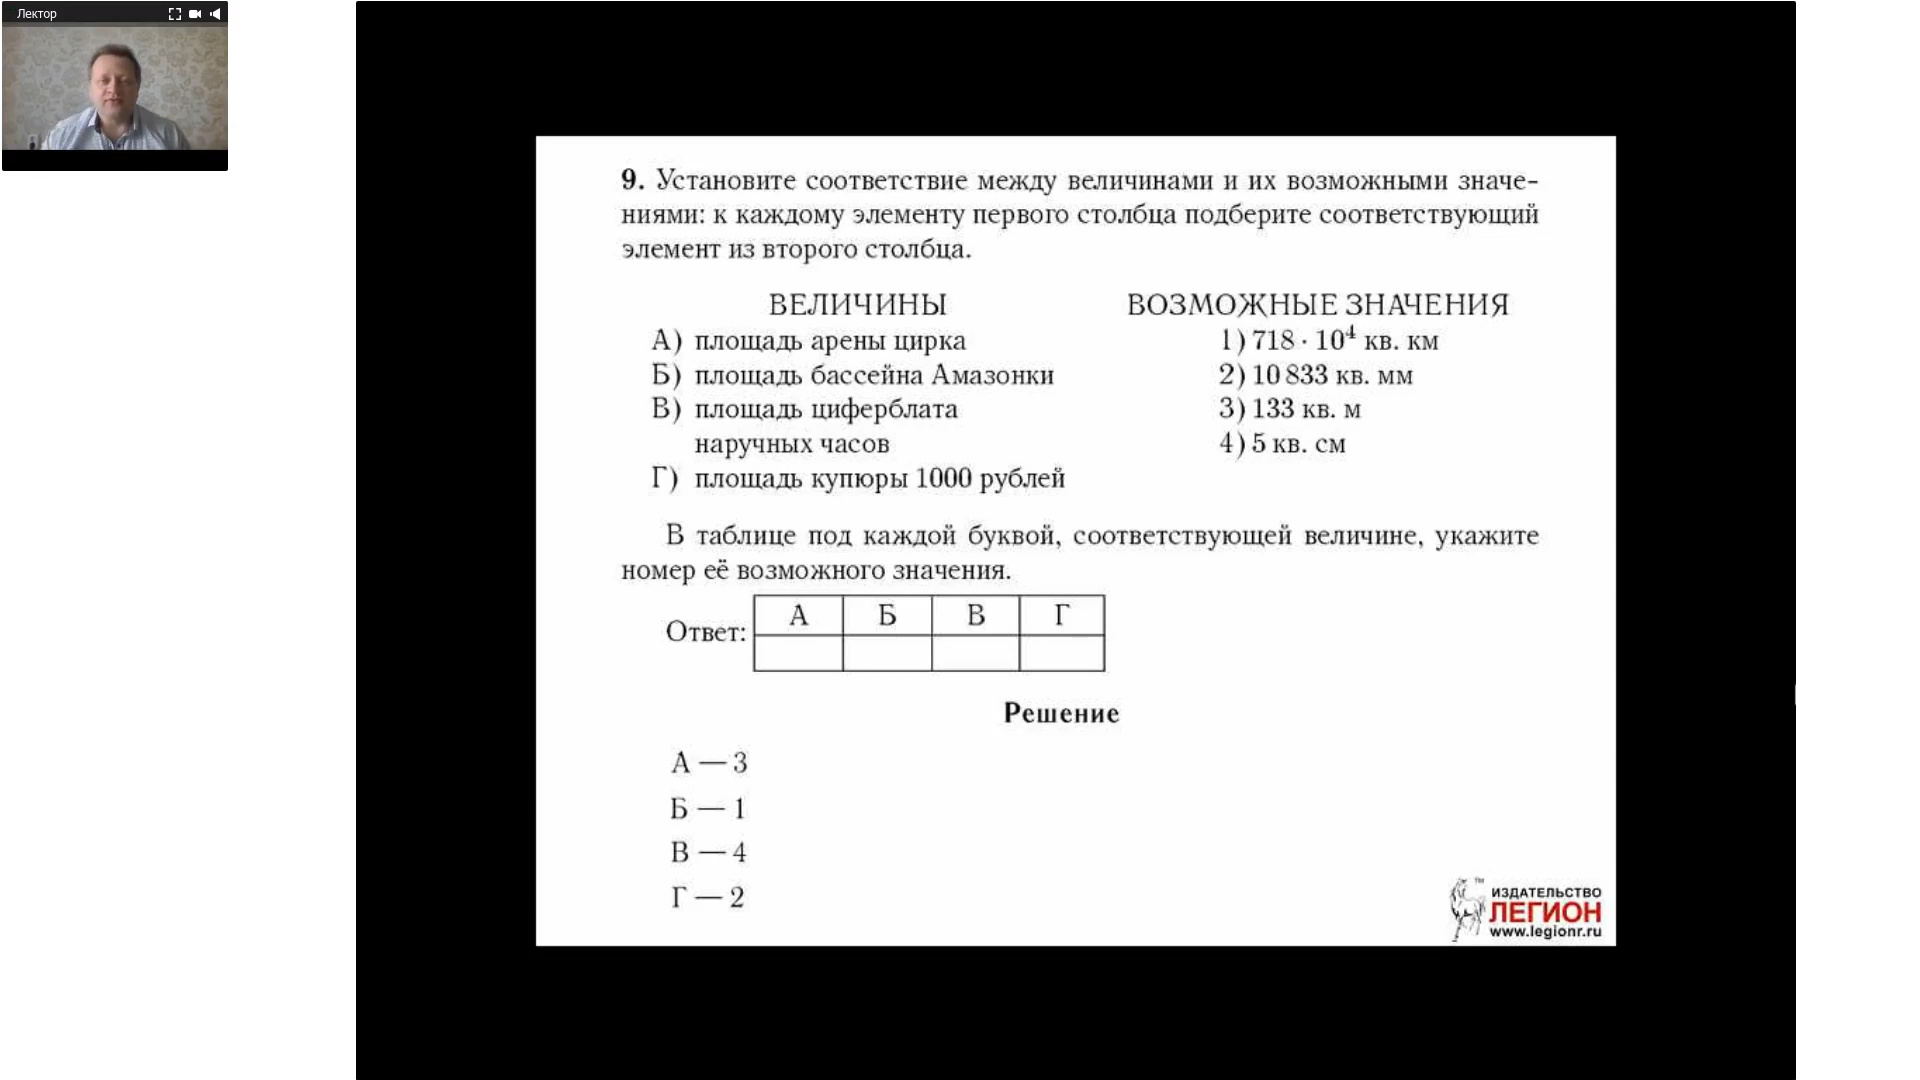 Лектор
9. Установите соответствие между величинами и их возможными значе-
ниями: к каждому элементу первого столбца подберите соответствующий
элемент из второго столбца.
ВЕЛИЧИНЫ
А) площадь арены цирка
Б) площадь бассейна Амазонки
В) площадь циферблата
наручных часов
Г) площадь купюры 1000 рублей
ВОЗМОЖНЫЕ ЗНАЧЕНИЯ
1) 718 · 10⁴ кв. км
2) 10 833 кв. мм
3) 133 кв. м
4) 5 кв. см
В таблице под каждой буквой, соответствующей величине, укажите
номер её возможного значения.
Ответ:
А Б В Г
Решение
А — 3
Б — 1
В — 4
Г — 2
ИЗДАТЕЛЬСТВО
ЛЕГИОН
www.legionr.ru
TM